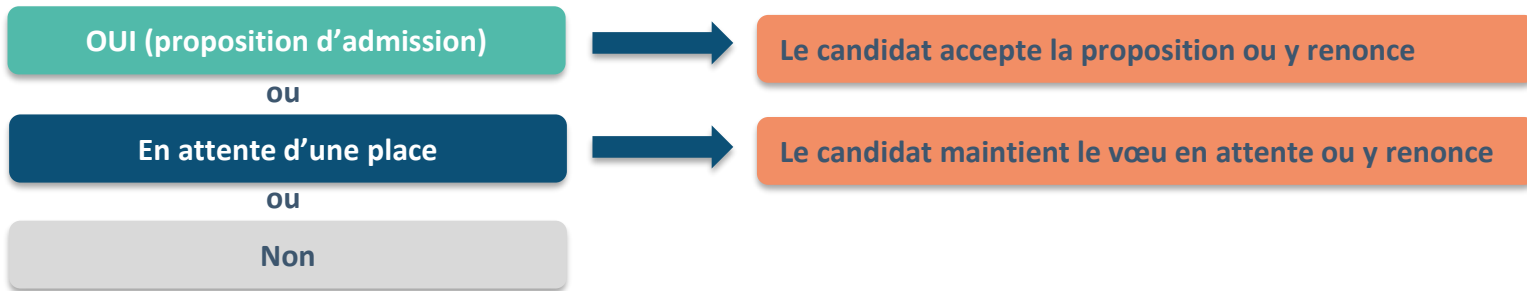 OUI (proposition d’admission)
Le candidat accepte la proposition ou y renonce
ou
En attente d’une place
Le candidat maintient le vœu en attente ou y renonce
ou
Non